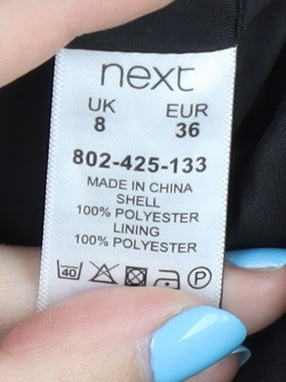 next
UK EUR
8 36
802-425-133
MADE IN CHINA
SHELL
100% POLYESTER
LINING
100% POLYESTER
40 P